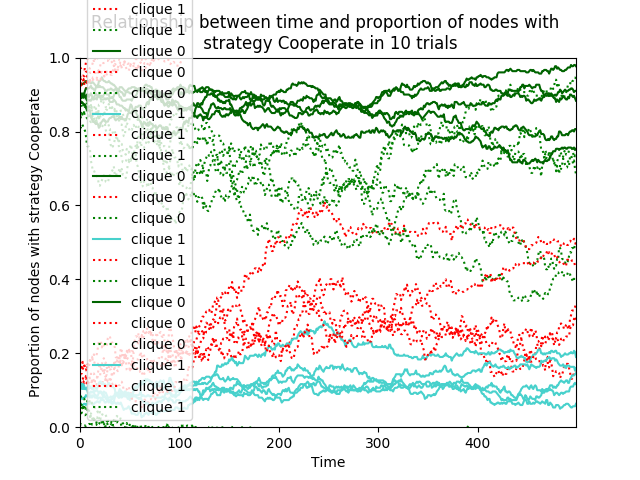 Relationship between time and proportion of nodes with
strategy Cooperate in 10 trials
clique 1
clique 1
clique 0
clique 0
clique 0
clique 1
clique 1
clique 1
clique 0
clique 0
clique 0
clique 1
clique 1
clique 1
clique 0
clique 0
clique 0
clique 1
clique 1
clique 1
Proportion of nodes with strategy Cooperate
1.0
0.8
0.6
0.4
0.2
0.0
0 100 200 300 400
Time